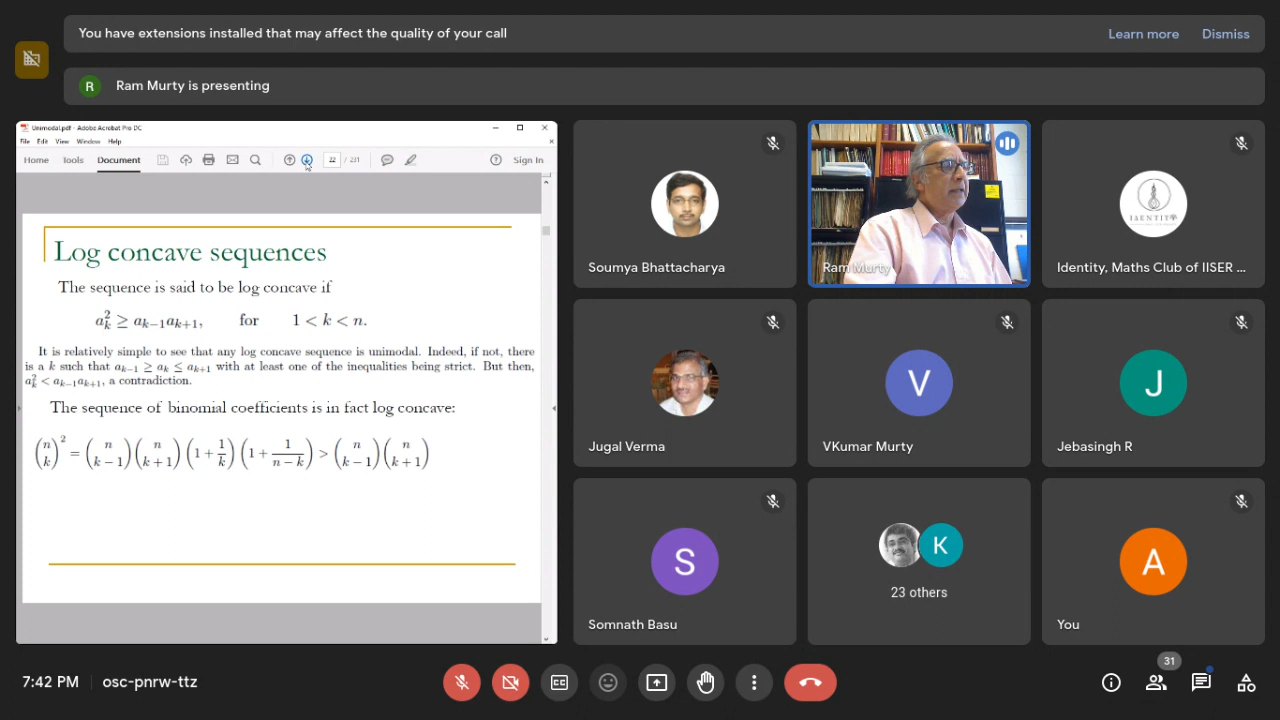 You have extensions installed that may affect the quality of your call
Learn more
Dismiss
R
Ram Murty is presenting
Unimodal.pdf - Adobe Acrobat Pro DC
File Edit View Window Help
Home Tools Document 22 / 231 Sign In
Log concave sequences
The sequence is said to be log concave if
a_k^2 ≥ a_{k−1}a_{k+1}, for 1 < k < n.
It is relatively simple to see that any log concave sequence is unimodal. Indeed, if not, there
is a k such that a_{k−1} ≥ a_k ≤ a_{k+1} with at least one of the inequalities being strict. But then,
a_k^2 < a_{k−1}a_{k+1}, a contradiction.
The sequence of binomial coefficients is in fact log concave:
\binom{n}{k}^2 = \binom{n}{k−1}\binom{n}{k+1}(1 + \frac{1}{k})(1 + \frac{1}{n−k}) > \binom{n}{k−1}\binom{n}{k+1}
Soumya Bhattacharya
Ram Murty
IDENTITY
Identity, Maths Club of IISER ...
Jugal Verma
V
VKumar Murty
J
Jebasingh R
S
Somnath Basu
K
23 others
A
You
7:42 PM | osc-pnrw-ttz
CC
31